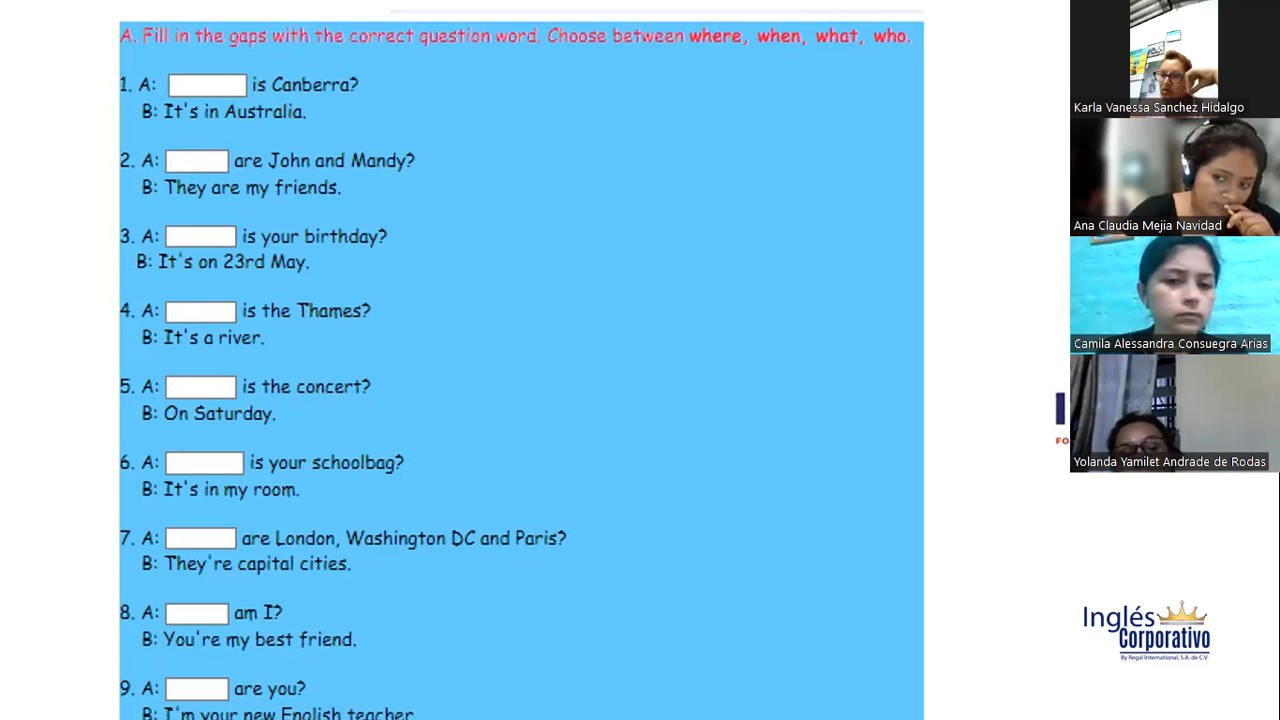 A. Fill in the gaps with the correct question word. Choose between where, when, what, who.
1. A: is Canberra?
B: It's in Australia.
2. A: are John and Mandy?
B: They are my friends.
3. A: is your birthday?
B: It's on 23rd May.
4. A: is the Thames?
B: It's a river.
5. A: is the concert?
B: On Saturday.
6. A: is your schoolbag?
B: It's in my room.
7. A: are London, Washington DC and Paris?
B: They're capital cities.
8. A: am I?
B: You're my best friend.
9. A: are you?
B: I'm your new English teacher.
Karla Vanessa Sanchez Hidalgo
Ana Claudia Mejia Navidad
Camila Alessandra Consuegra Arias
FO
Yolanda Yamilet Andrade de Rodas
Inglés
Corporativo
By Regal International, S.A. de C.V.